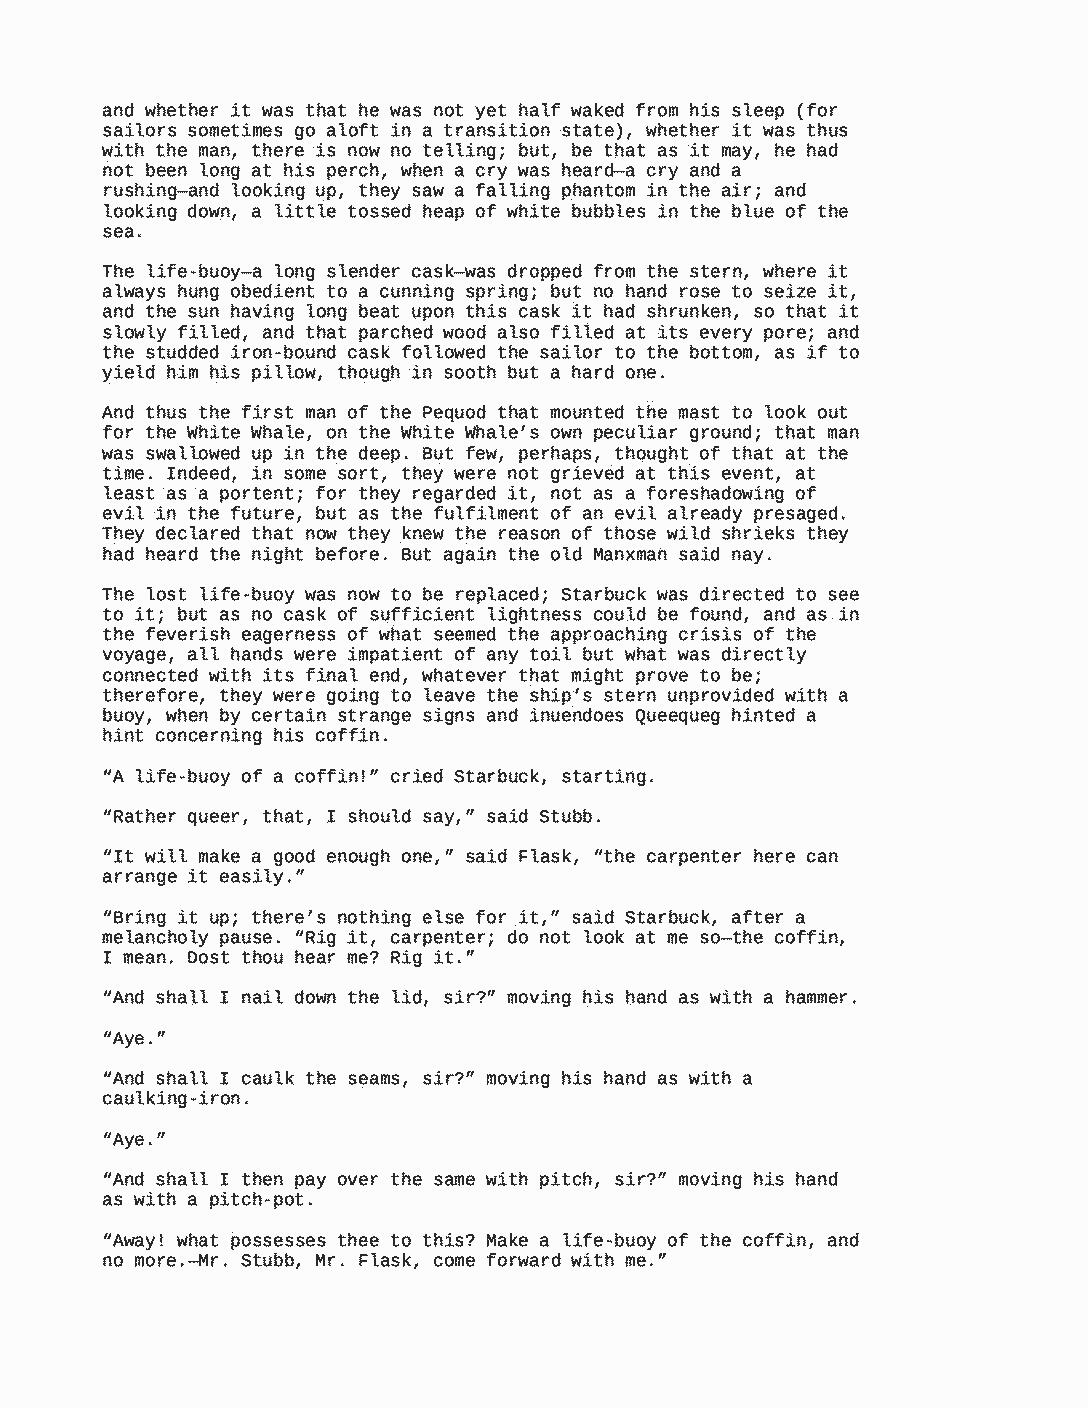 and whether it was that he was not yet half waked from his sleep (for
sailors sometimes go aloft in a transition state), whether it was thus
with the man, there is now no telling; but, be that as it may, he had
not been long at his perch, when a cry was heard—a cry and a
rushing—and looking up, they saw a falling phantom in the air; and
looking down, a little tossed heap of white bubbles in the blue of the
sea.

The life-buoy—a long slender cask—was dropped from the stern, where it
always hung obedient to a cunning spring; but no hand rose to seize it,
and the sun having long beat upon this cask it had shrunken, so that it
slowly filled, and that parched wood also filled at its every pore; and
the studded iron-bound cask followed the sailor to the bottom, as if to
yield him his pillow, though in sooth but a hard one.

And thus the first man of the Pequod that mounted the mast to look out
for the White Whale, on the White Whale’s own peculiar ground; that man
was swallowed up in the deep. But few, perhaps, thought of that at the
time. Indeed, in some sort, they were not grieved at this event, at
least as a portent; for they regarded it, not as a foreshadowing of
evil in the future, but as the fulfilment of an evil already presaged.
They declared that now they knew the reason of those wild shrieks they
had heard the night before. But again the old Manxman said nay.

The lost life-buoy was now to be replaced; Starbuck was directed to see
to it; but as no cask of sufficient lightness could be found, and as in
the feverish eagerness of what seemed the approaching crisis of the
voyage, all hands were impatient of any toil but what was directly
connected with its final end, whatever that might prove to be;
therefore, they were going to leave the ship’s stern unprovided with a
buoy, when by certain strange signs and inuendoes Queequeg hinted a
hint concerning his coffin.

“A life-buoy of a coffin!” cried Starbuck, starting.

“Rather queer, that, I should say,” said Stubb.

“It will make a good enough one,” said Flask, “the carpenter here can
arrange it easily.”

“Bring it up; there’s nothing else for it,” said Starbuck, after a
melancholy pause. “Rig it, carpenter; do not look at me so—the coffin,
I mean. Dost thou hear me? Rig it.”

“And shall I nail down the lid, sir?” moving his hand as with a hammer.

“Aye.”

“And shall I caulk the seams, sir?” moving his hand as with a
caulking-iron.

“Aye.”

“And shall I then pay over the same with pitch, sir?” moving his hand
as with a pitch-pot.

“Away! what possesses thee to this? Make a life-buoy of the coffin, and
no more.—Mr. Stubb, Mr. Flask, come forward with me.”